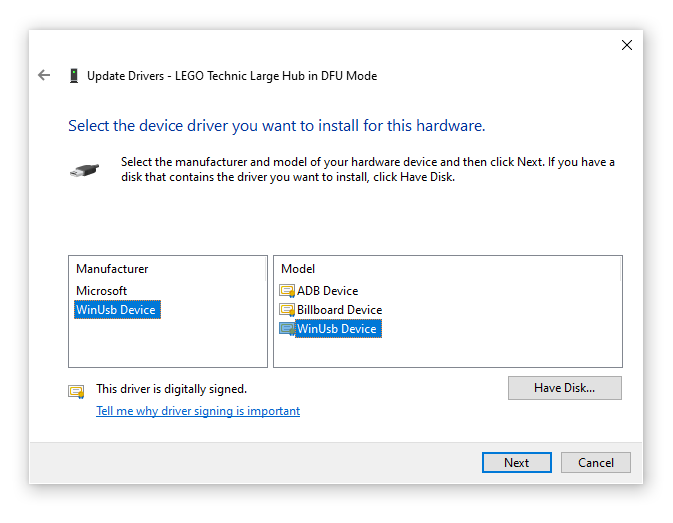 Update Drivers - LEGO Technic Large Hub in DFU Mode
Select the device driver you want to install for this hardware.
Select the manufacturer and model of your hardware device and then click Next. If you have a
disk that contains the driver you want to install, click Have Disk.
Manufacturer
Microsoft
WinUsb Device
Model
ADB Device
Billboard Device
WinUsb Device
This driver is digitally signed.
Tell me why driver signing is important
Have Disk...
Next
Cancel